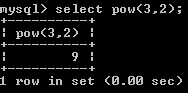 mysql> select pow(3,2);
+----------+
| pow(3,2) |
+----------+
|        9 |
+----------+
1 row in set (0.00 sec)